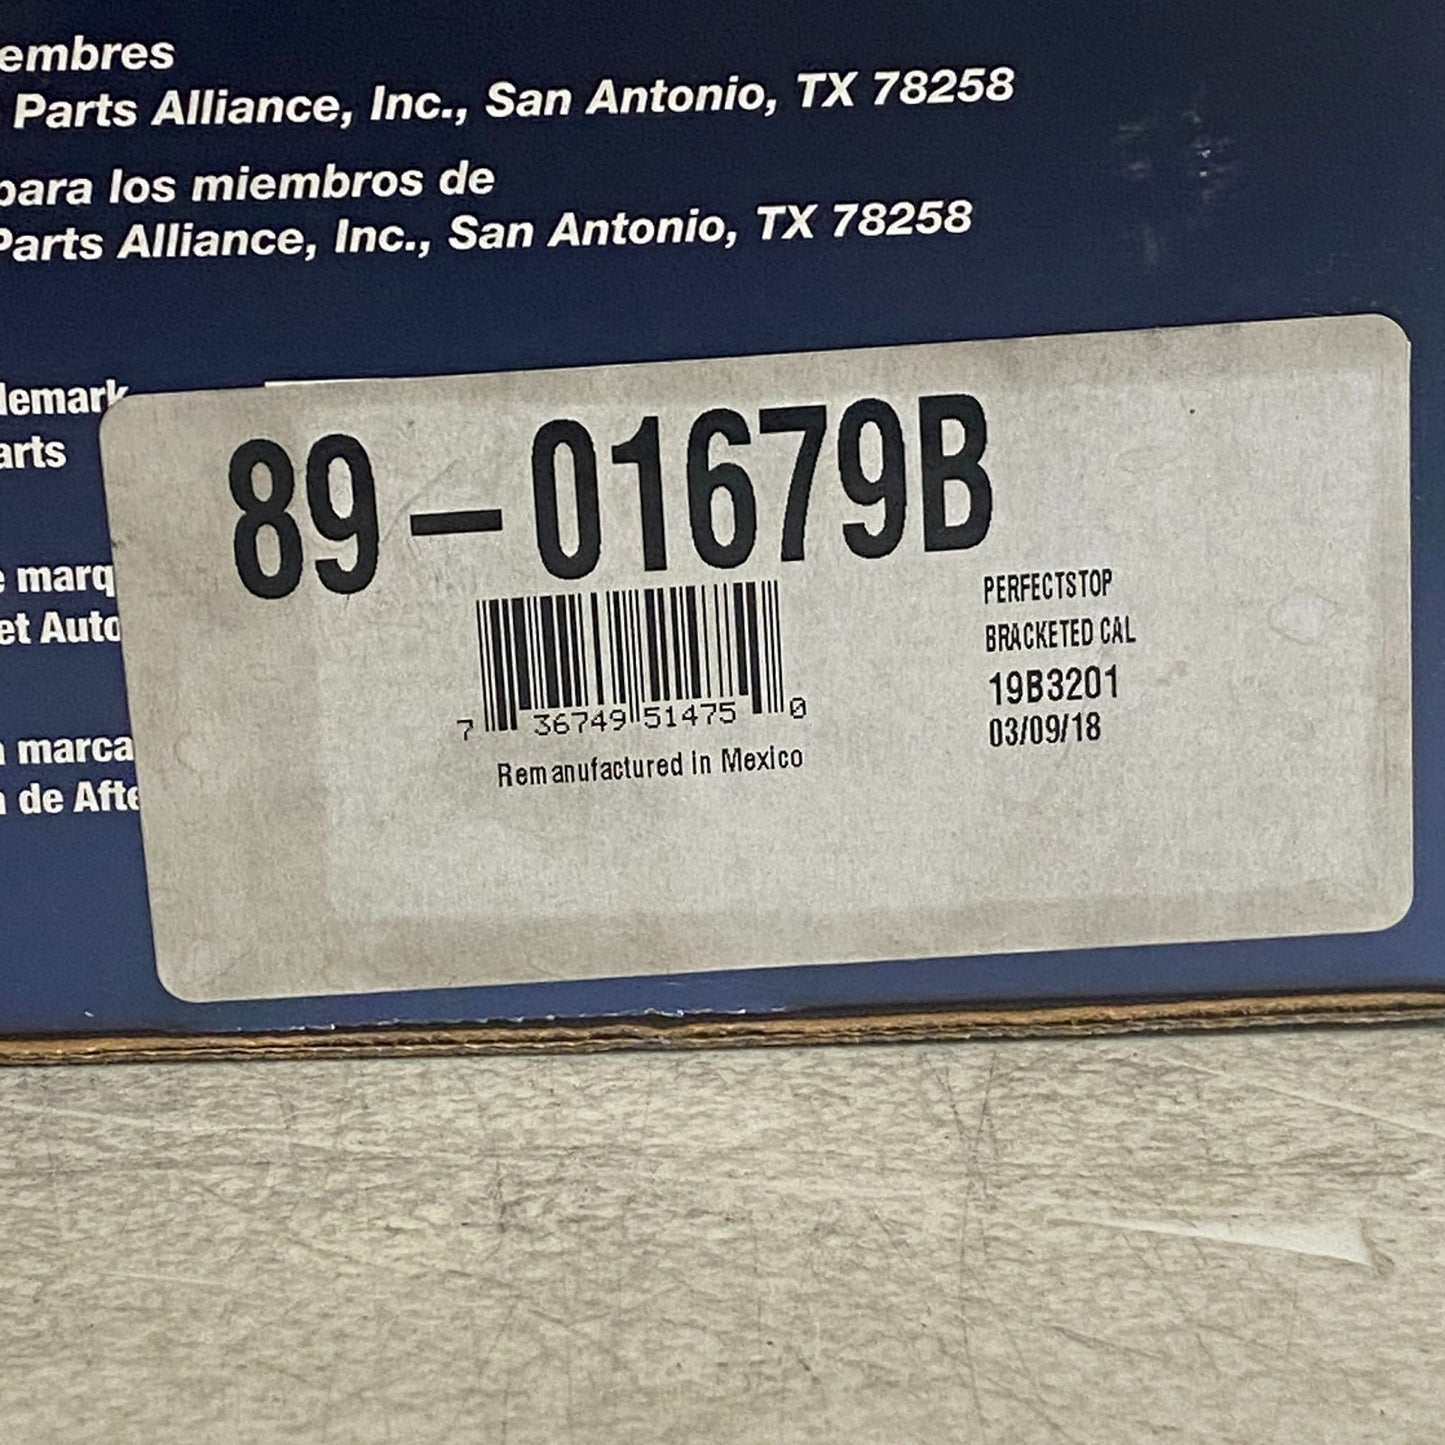 embres
Parts Alliance, Inc., San Antonio, TX 78258
para los miembros de
Parts Alliance, Inc., San Antonio, TX 78258
demark
arts
marq
et Auto
marca
de Afte
89-01679B
7 36749 51475 0
Remanufactured in Mexico
PERFECTSTOP
BRACKETED CAL
19B3201
03/09/18